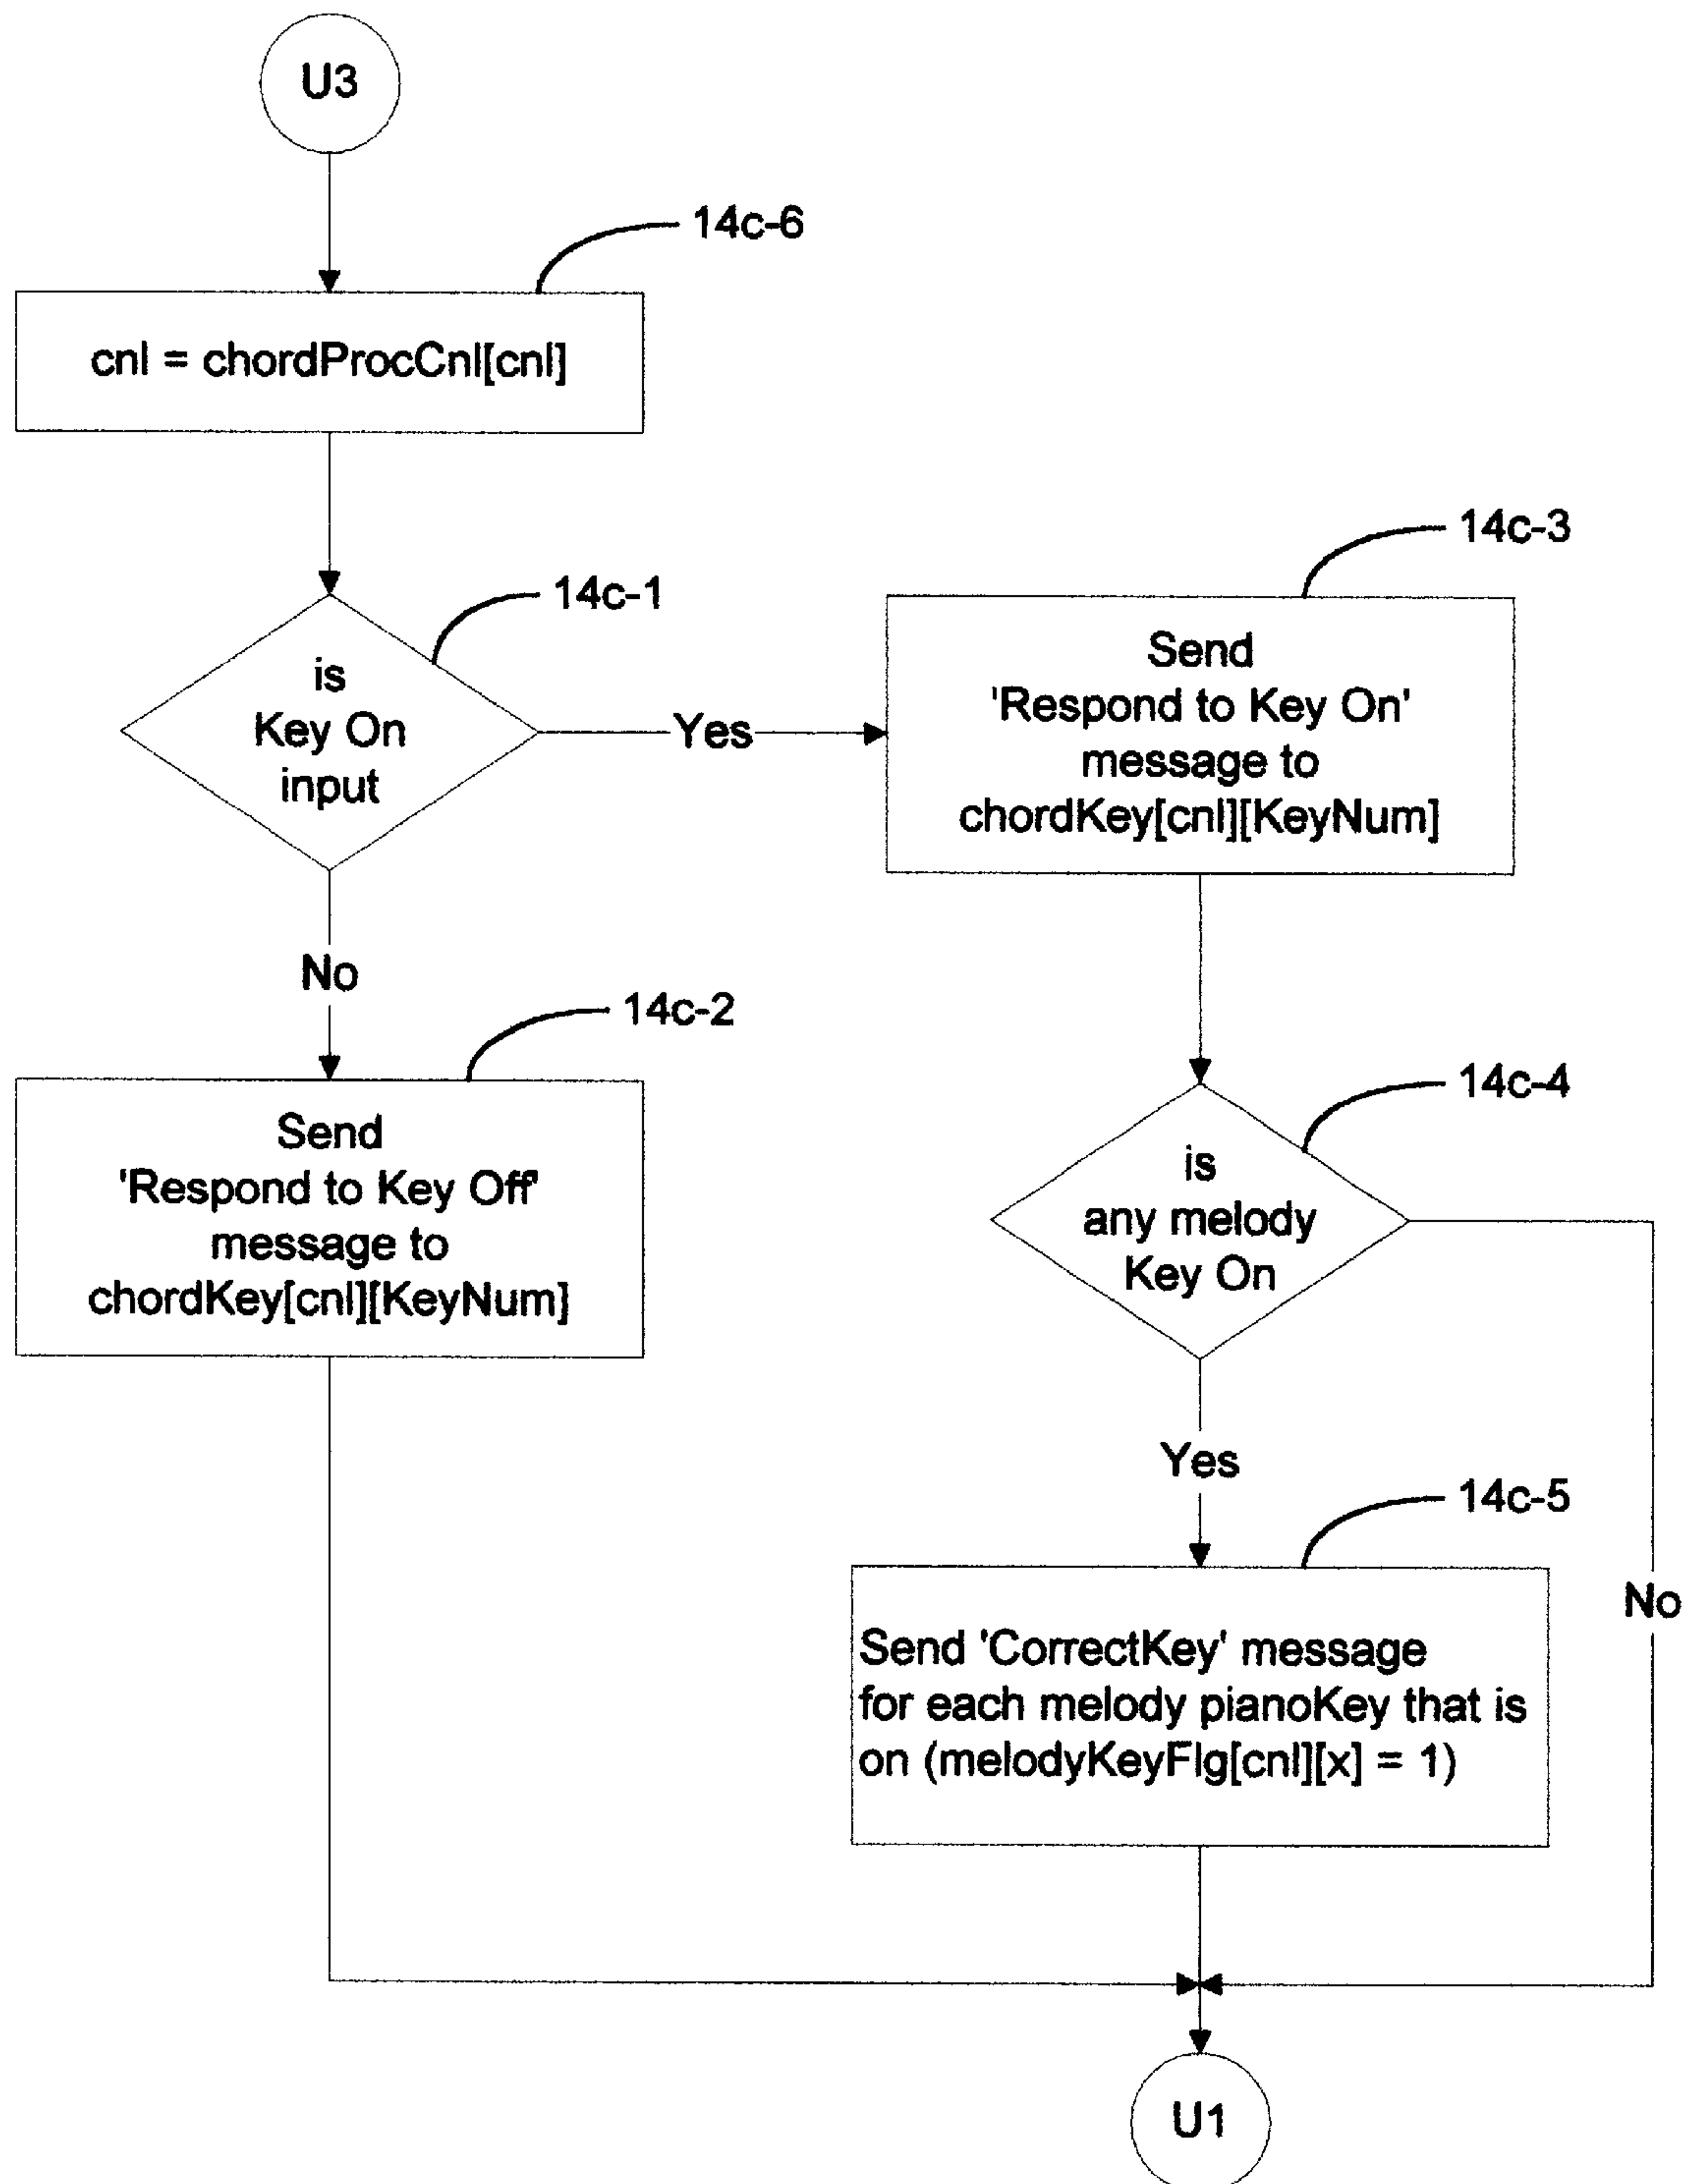 U3
14c-6
cnl = chordProcCnl[cnl]
14c-1
is
Key On
input
Yes
14c-3
Send
'Respond to Key On'
message to
chordKey[cnl][KeyNum]
No
14c-2
Send
'Respond to Key Off'
message to
chordKey[cnl][KeyNum]
14c-4
is
any melody
Key On
Yes
No
14c-5
Send 'CorrectKey' message
for each melody pianoKey that is
on (melodyKeyFlg[cnl][x] = 1)
U1